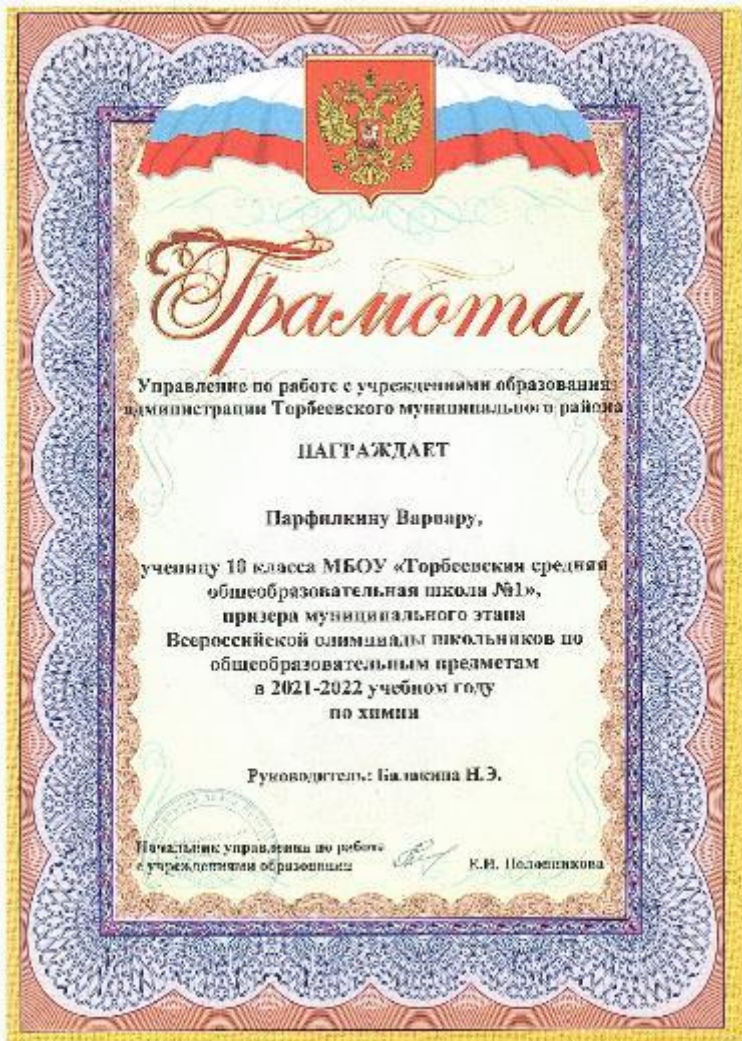 Грамота
Управление по работе с учреждениями образования
администрации Торбеевского муниципального района
НАГРАЖДАЕТ
Парфилкину Варвару,
ученицу 10 класса МБОУ «Торбеевская средняя
общеобразовательная школа №1»,
призера муниципального этапа
Всероссийской олимпиады школьников по
общеобразовательным предметам
в 2021-2022 учебном году
по химии
Руководитель: Балакина Н.Э.
Начальник управления по работе
с учреждениями образования